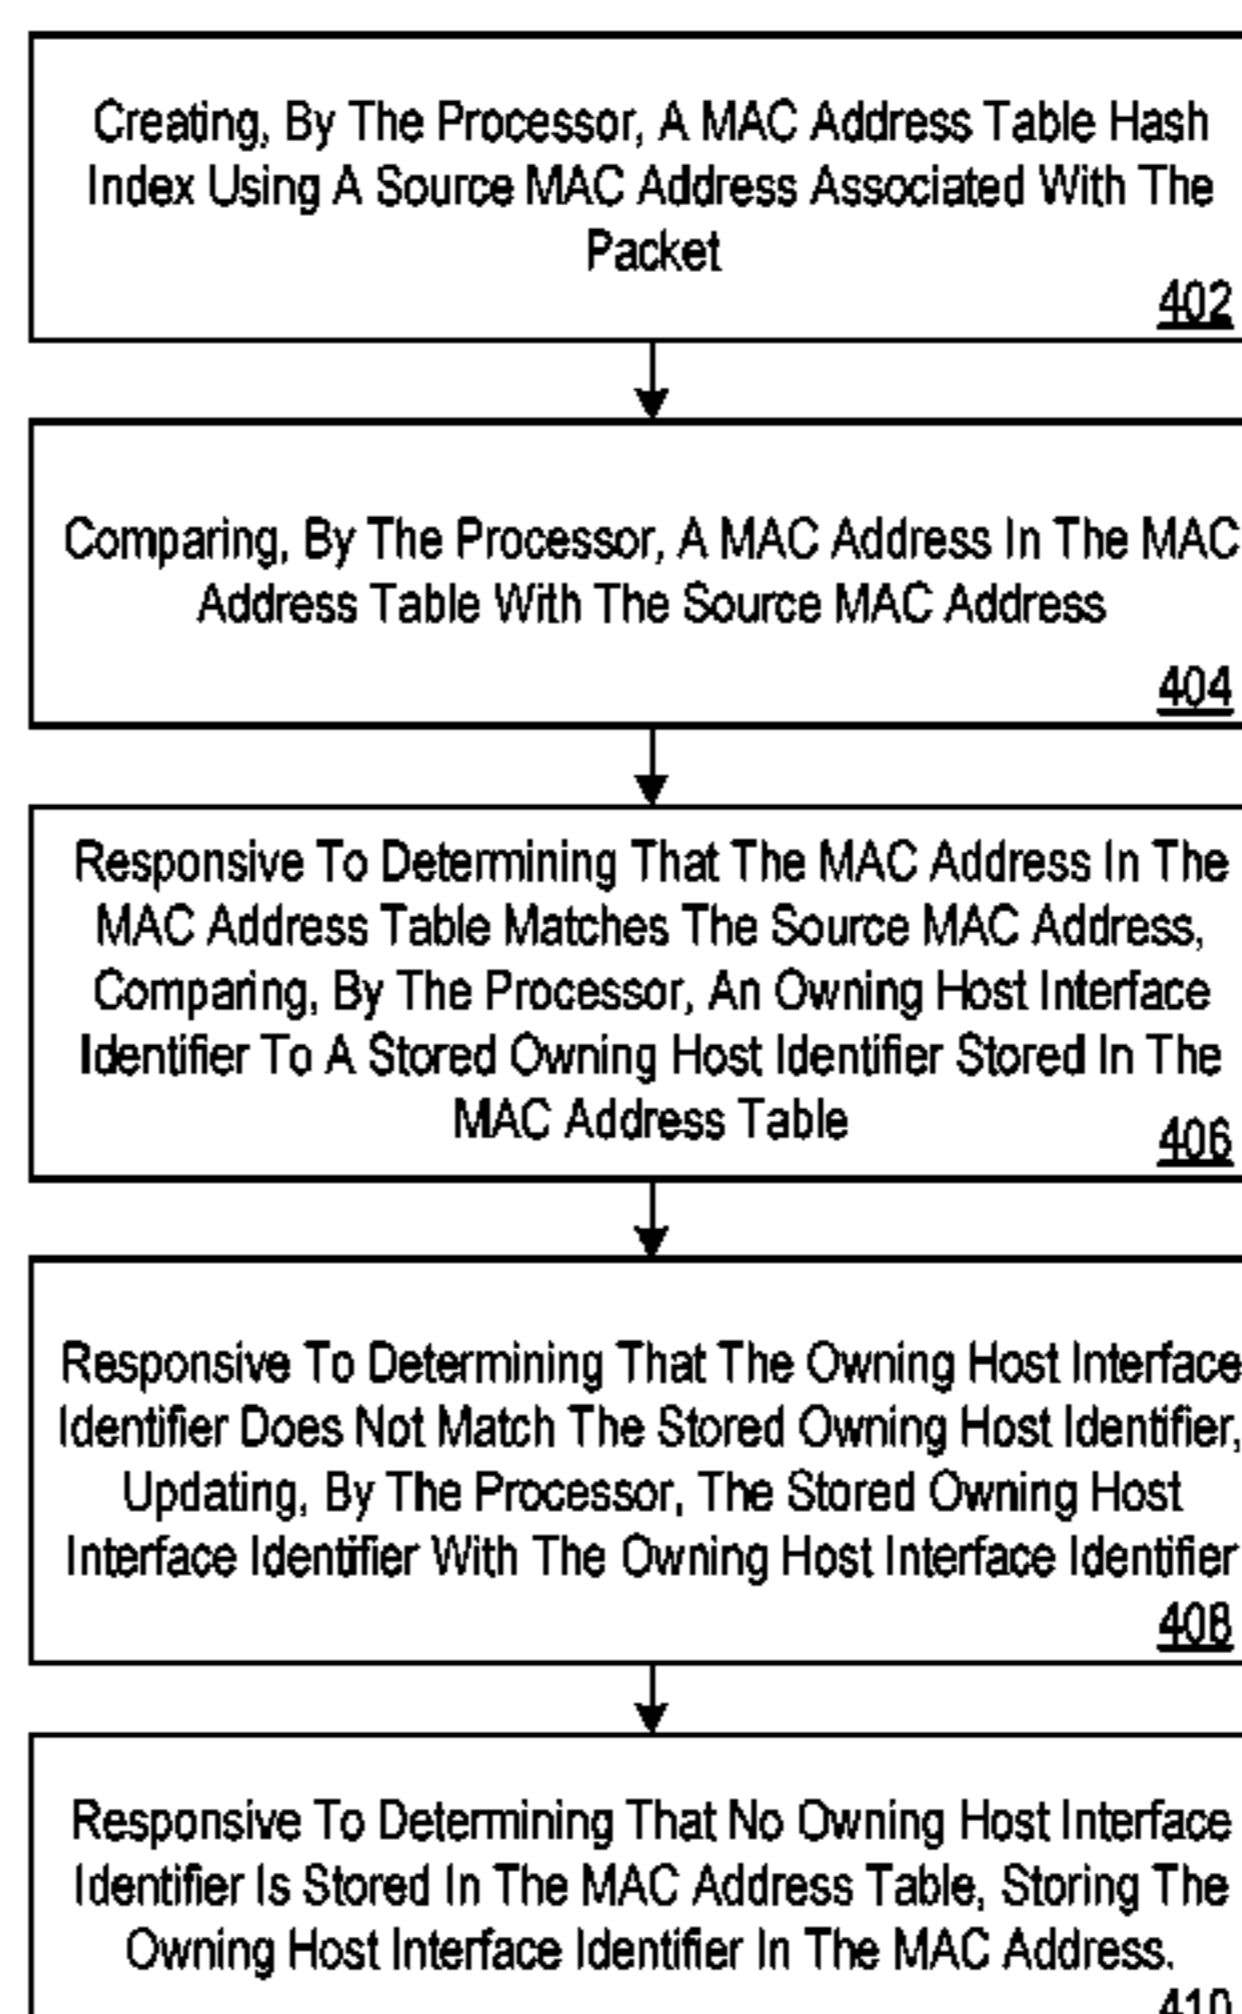 Creating, By The Processor, A MAC Address Table Hash
Index Using A Source MAC Address Associated With The
Packet
402
Comparing, By The Processor, A MAC Address In The MAC
Address Table With The Source MAC Address
404
Responsive To Determining That The MAC Address In The
MAC Address Table Matches The Source MAC Address,
Comparing, By The Processor, An Owning Host Interface
Identifier To A Stored Owning Host Identifier Stored In The
MAC Address Table
406
Responsive To Determining That The Owning Host Interface
Identifier Does Not Match The Stored Owning Host Identifier,
Updating, By The Processor, The Stored Owning Host
Interface Identifier With The Owning Host Interface Identifier
408
Responsive To Determining That No Owning Host Interface
Identifier Is Stored In The MAC Address Table, Storing The
Owning Host Interface Identifier In The MAC Address.
410